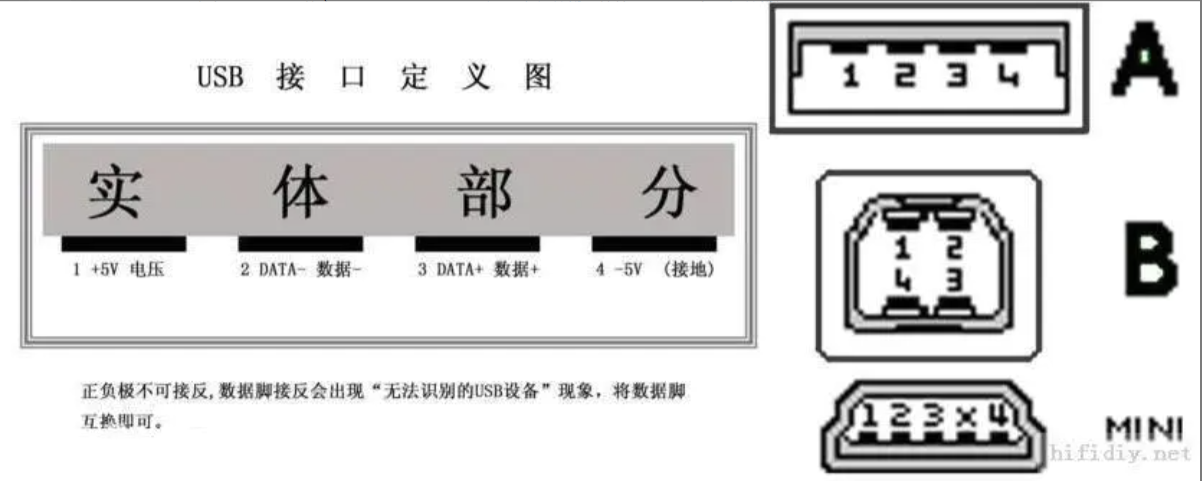 USB 接 口 定 义 图
实 体 部 分
1 +5V 电压 2 DATA- 数据- 3 DATA+ 数据+ 4 -5V (接地)
正负极不可接反,数据脚接反会出现“无法识别的USB设备”现象，将数据脚
互换即可。
1 2 3 4
A
1 2
4 3
B
1 2 3 x 4
MINI
hifidiy.net